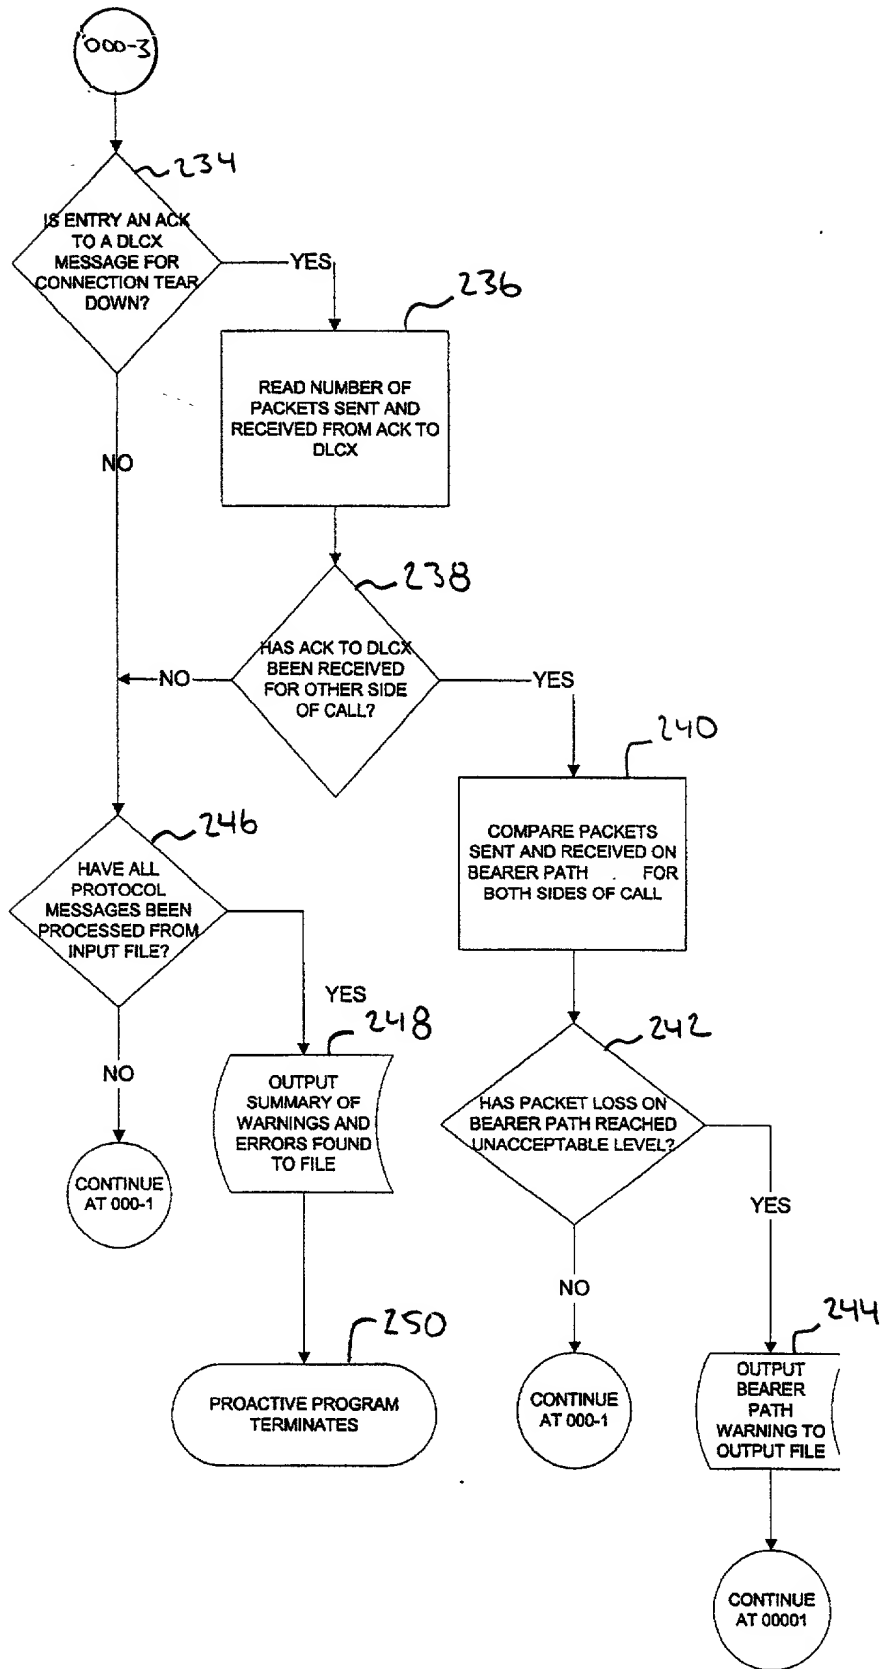 000-3
234
IS ENTRY AN ACK
TO A DLCX
MESSAGE FOR
CONNECTION TEAR
DOWN?
YES
236
READ NUMBER OF
PACKETS SENT AND
RECEIVED FROM ACK TO
DLCX
NO
238
HAS ACK TO DLCX
BEEN RECEIVED
FOR OTHER SIDE
OF CALL?
NO
YES
240
COMPARE PACKETS
SENT AND RECEIVED ON
BEARER PATH . FOR
BOTH SIDES OF CALL
246
HAVE ALL
PROTOCOL
MESSAGES BEEN
PROCESSED FROM
INPUT FILE?
YES
248
OUTPUT
SUMMARY OF
WARNINGS AND
ERRORS FOUND
TO FILE
NO
CONTINUE
AT 000-1
242
HAS PACKET LOSS ON
BEARER PATH REACHED
UNACCEPTABLE LEVEL?
YES
NO
250
PROACTIVE PROGRAM
TERMINATES
CONTINUE
AT 000-1
244
OUTPUT
BEARER
PATH
WARNING TO
OUTPUT FILE
CONTINUE
AT 00001